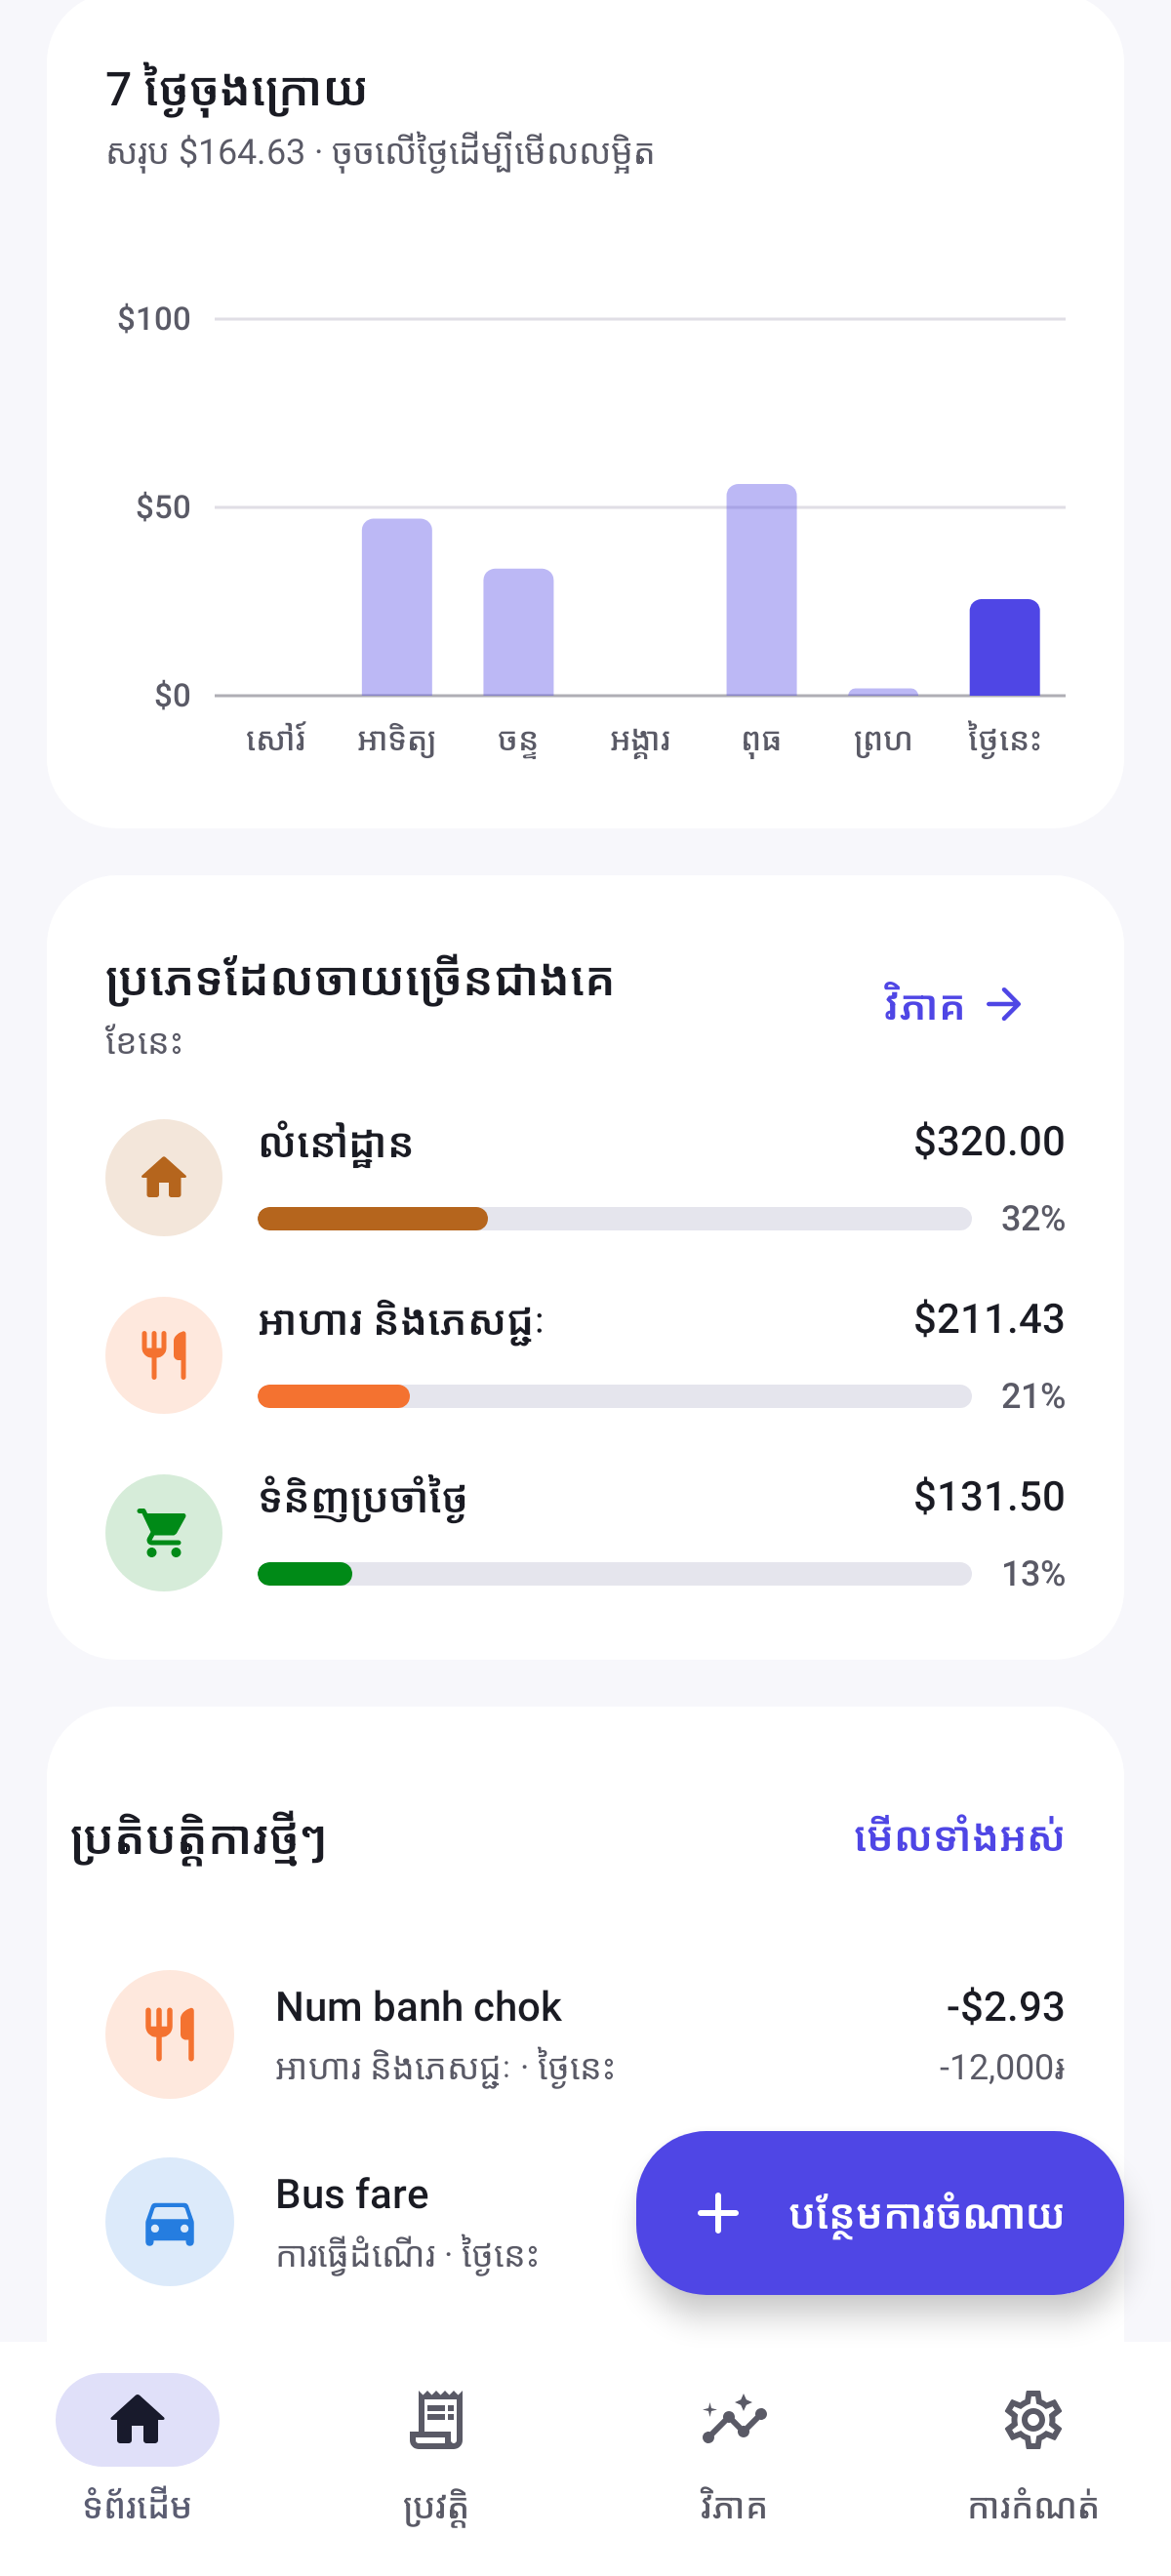 7 ថ្ងៃចុងក្រោយ
សរុប $164.63 · ចុចលើថ្ងៃដើម្បីមើលលម្អិត
$100
$50
$0
សៅរ៍ អាទិត្យ ចន្ទ អង្គារ ពុធ ព្រហ ថ្ងៃនេះ
ប្រភេទដែលចាយច្រើនជាងគេ
វិភាគ
ខែនេះ
លំនៅដ្ឋាន $320.00
32%
អាហារ និងភេសជ្ជៈ $211.43
21%
ទំនិញប្រចាំថ្ងៃ $131.50
13%
ប្រតិបត្តិការថ្មីៗ មើលទាំងអស់
Num banh chok -$2.93
អាហារ និងភេសជ្ជៈ · ថ្ងៃនេះ -12,000៛
Bus fare
ការធ្វើដំណើរ · ថ្ងៃនេះ
បន្ថែមការចំណាយ
ទំព័រដើម ប្រវត្តិ វិភាគ ការកំណត់